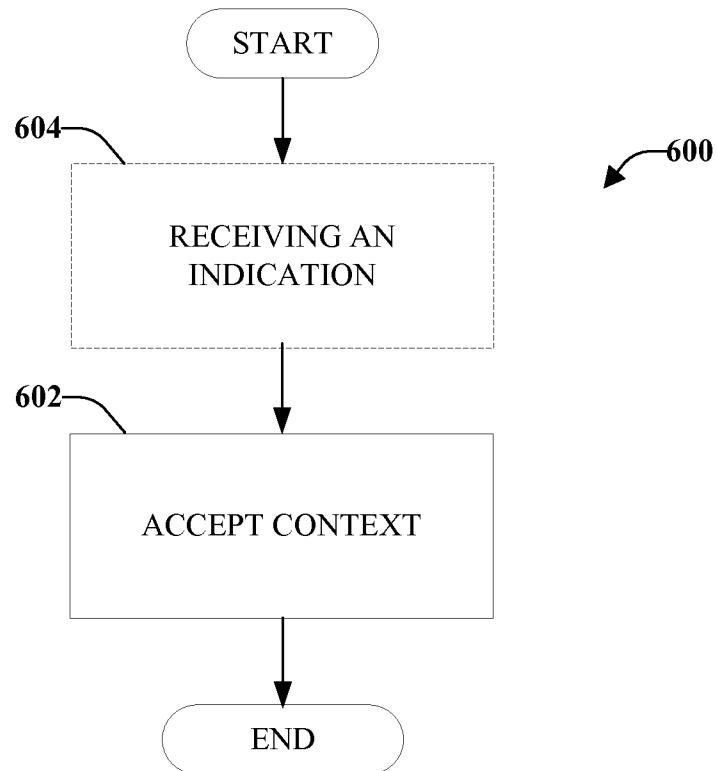 START
604
600
RECEIVING AN
INDICATION
602
ACCEPT CONTEXT
END